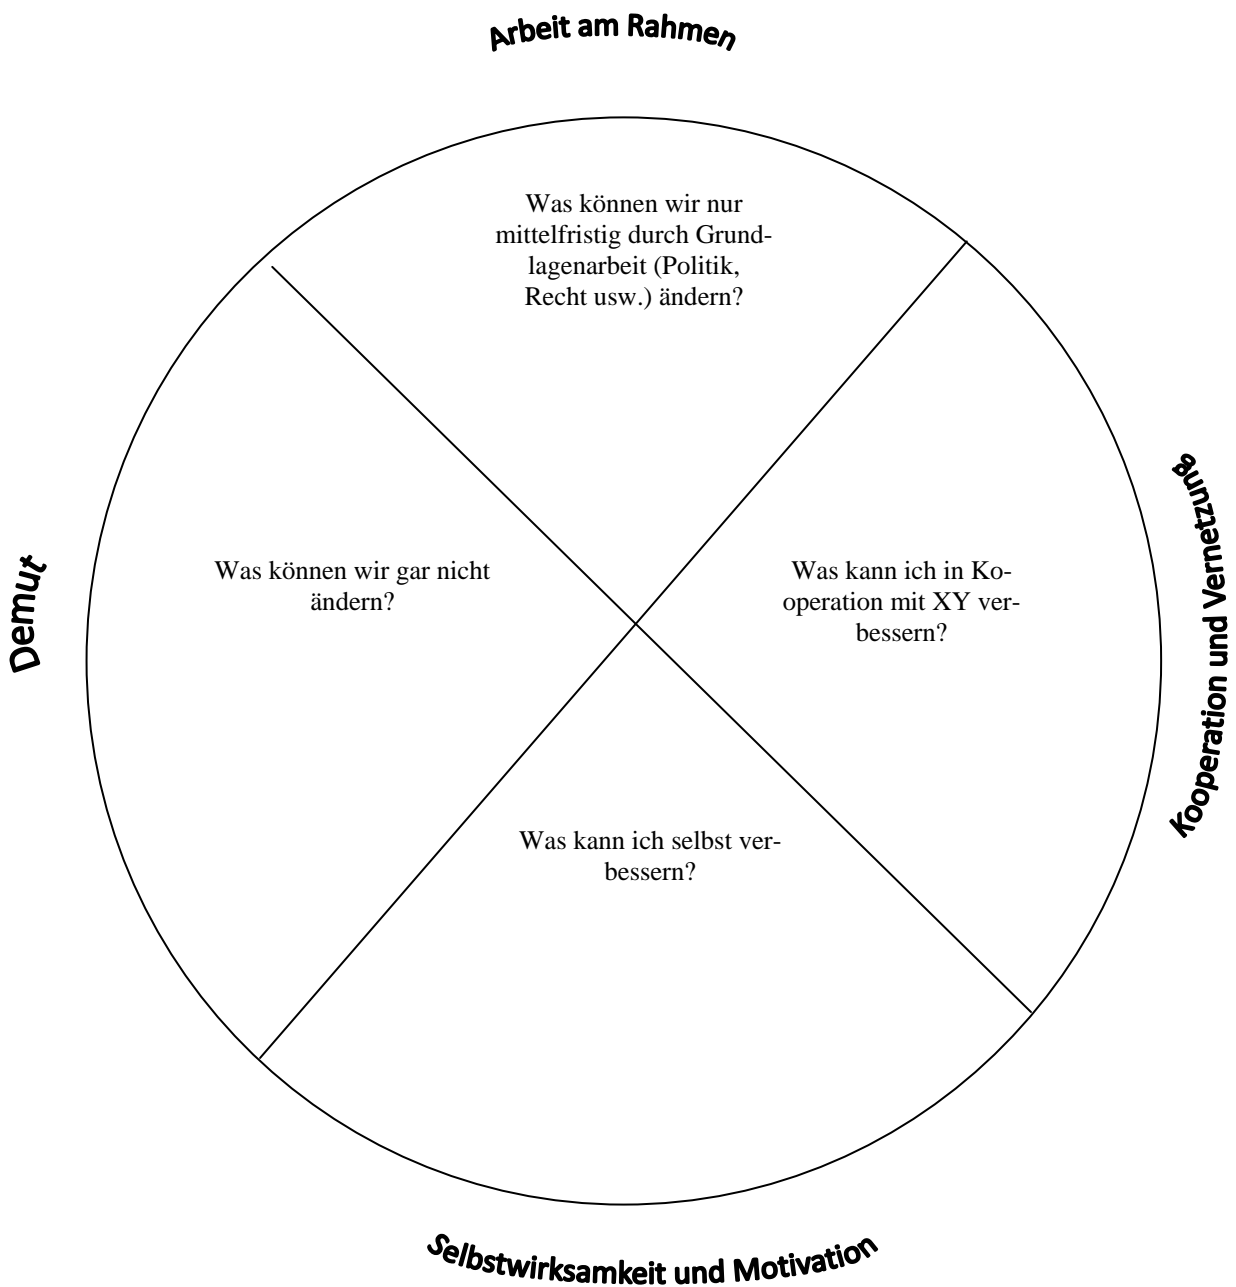 Arbeit am Rahmen
Was können wir nur
mittelfristig durch Grund-
lagenarbeit (Politik,
Recht usw.) ändern?
Demut
Was können wir gar nicht
ändern?
Was kann ich in Ko-
operation mit XY ver-
bessern?
Kooperation und Vernetzung
Was kann ich selbst ver-
bessern?
Selbstwirksamkeit und Motivation